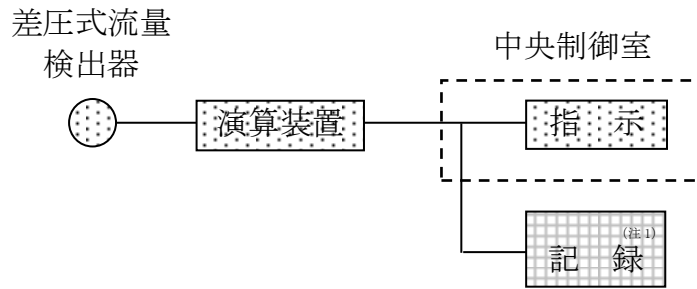 差圧式流量
検出器
中央制御室
演算装置
指示
記録(注1)